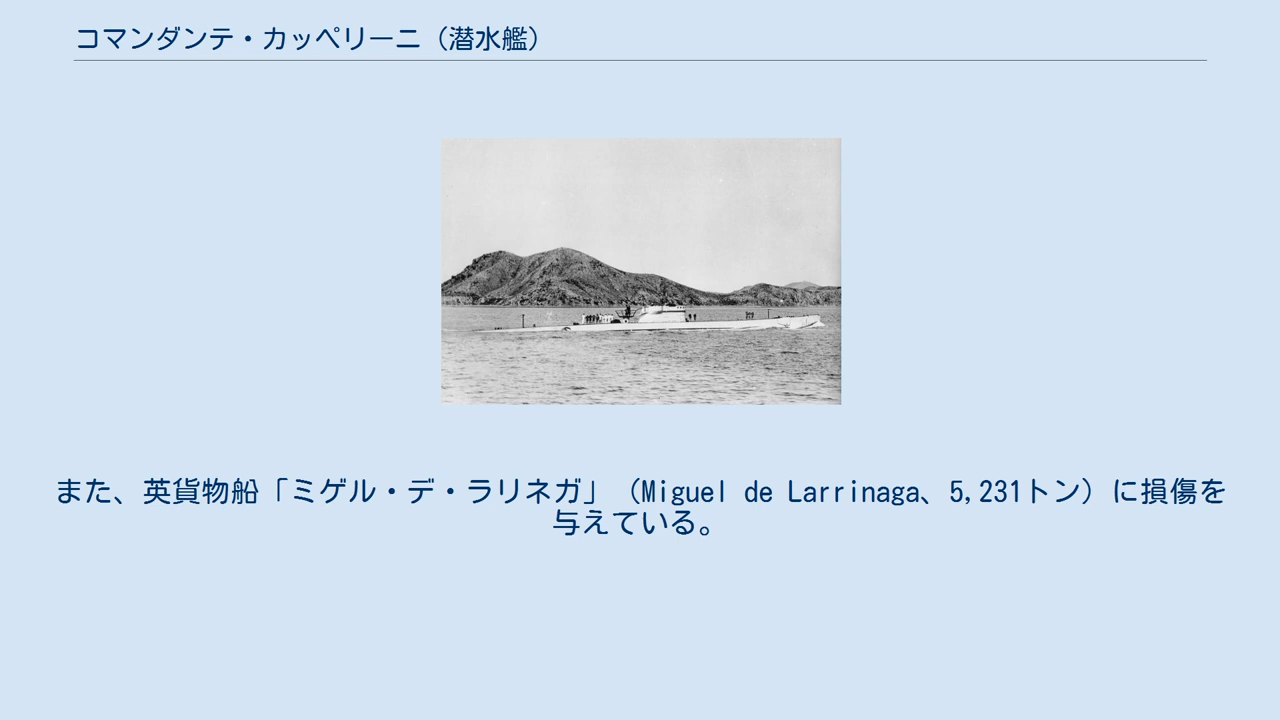 コマンダンテ・カッペリーニ（潜水艦）
また、英貨物船「ミゲル・デ・ラリネガ」（Miguel de Larrinaga、5,231トン）に損傷を
与えている。